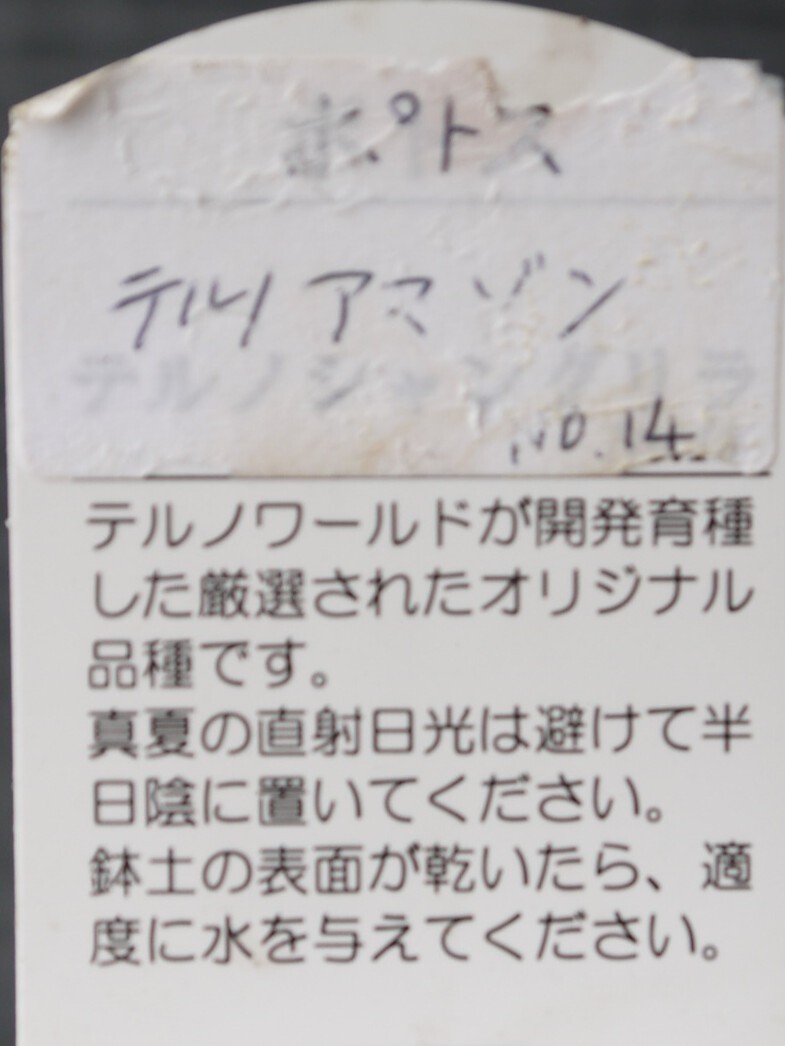 ポトス
テルノ アマゾン
テルノシャングリラ
NO.14
テルノワールドが開発育種
した厳選されたオリジナル
品種です。
真夏の直射日光は避けて半
日陰に置いてください。
鉢土の表面が乾いたら、適
度に水を与えてください。